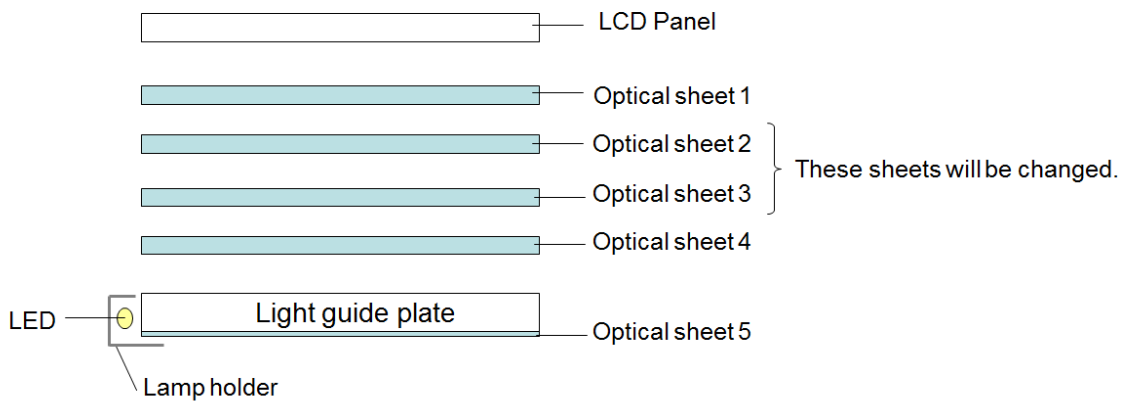 LCD Panel
Optical sheet 1
Optical sheet 2
These sheets will be changed.
Optical sheet 3
Optical sheet 4
Light guide plate
LED
Optical sheet 5
Lamp holder